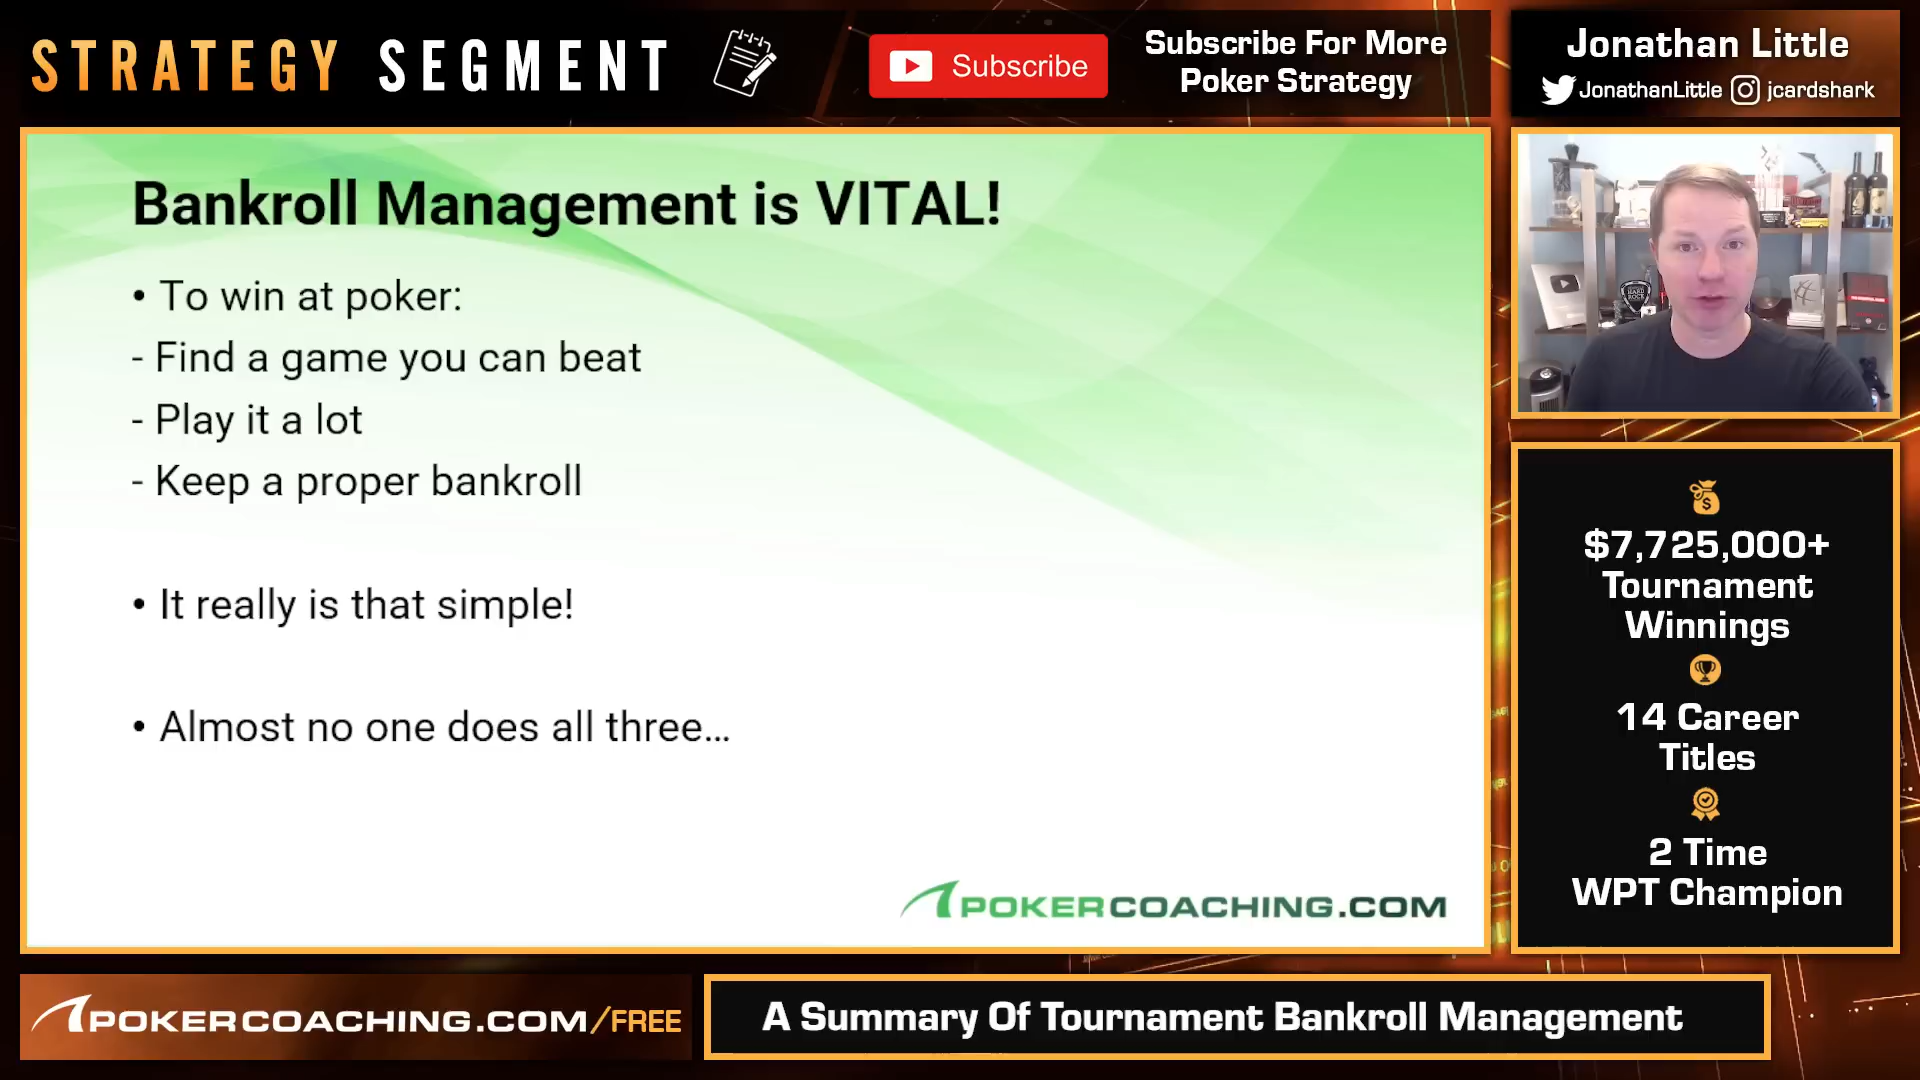 STRATEGY SEGMENT
Subscribe
Subscribe For More
Poker Strategy
Jonathan Little
JonathanLittle jcardshark
Bankroll Management is VITAL!
• To win at poker:
- Find a game you can beat
- Play it a lot
- Keep a proper bankroll
• It really is that simple!
• Almost no one does all three...
POKERCOACHING.COM
$7,725,000+
Tournament
Winnings
14 Career
Titles
2 Time
WPT Champion
POKERCOACHING.COM/FREE
A Summary Of Tournament Bankroll Management